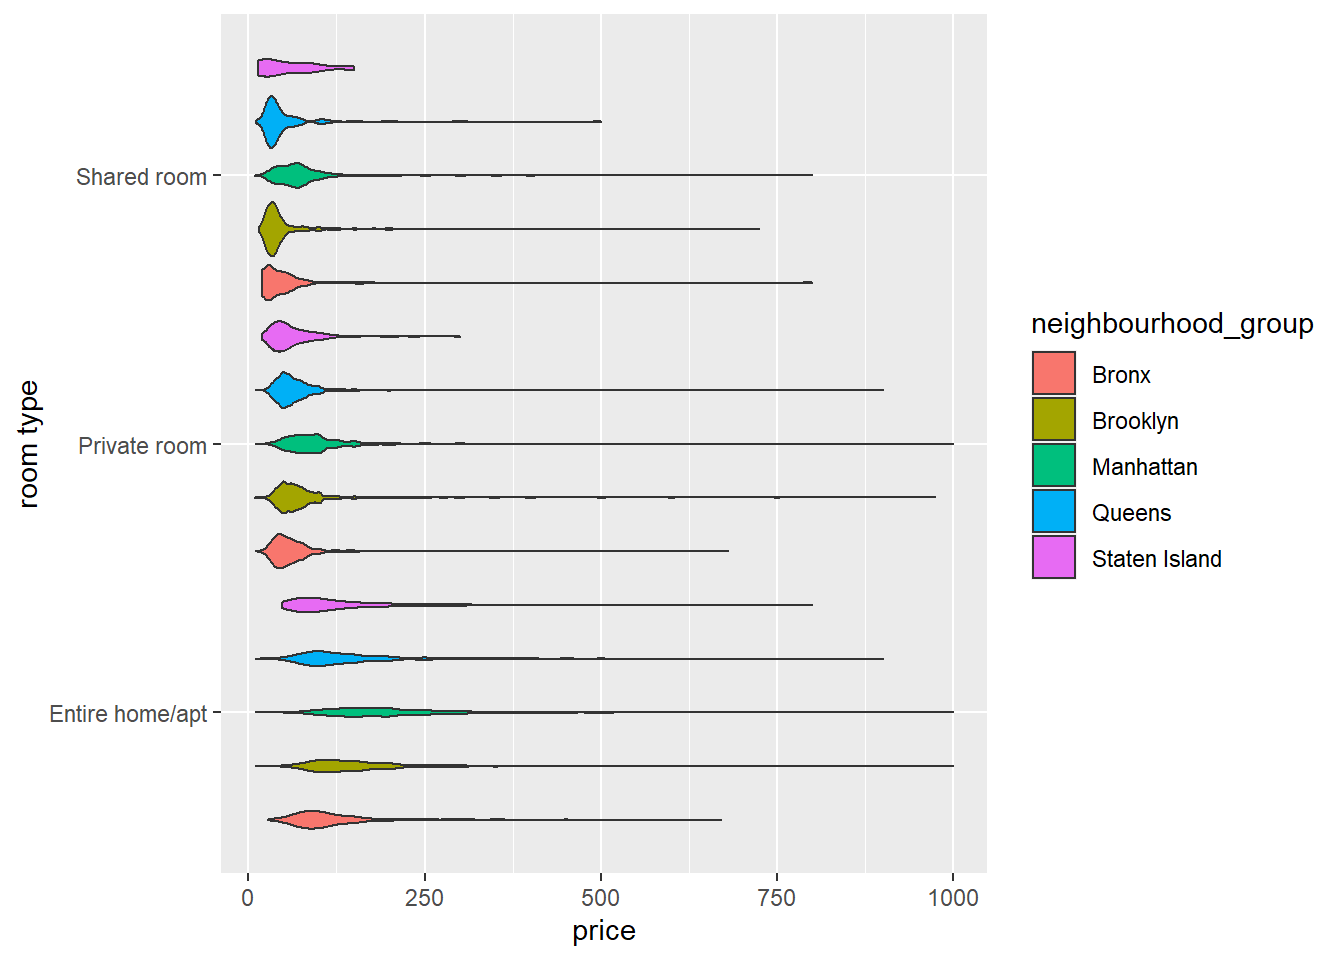 Shared room
Private room
Entire home/apt
room type
0 250 500 750 1000
price
neighbourhood_group
Bronx
Brooklyn
Manhattan
Queens
Staten Island